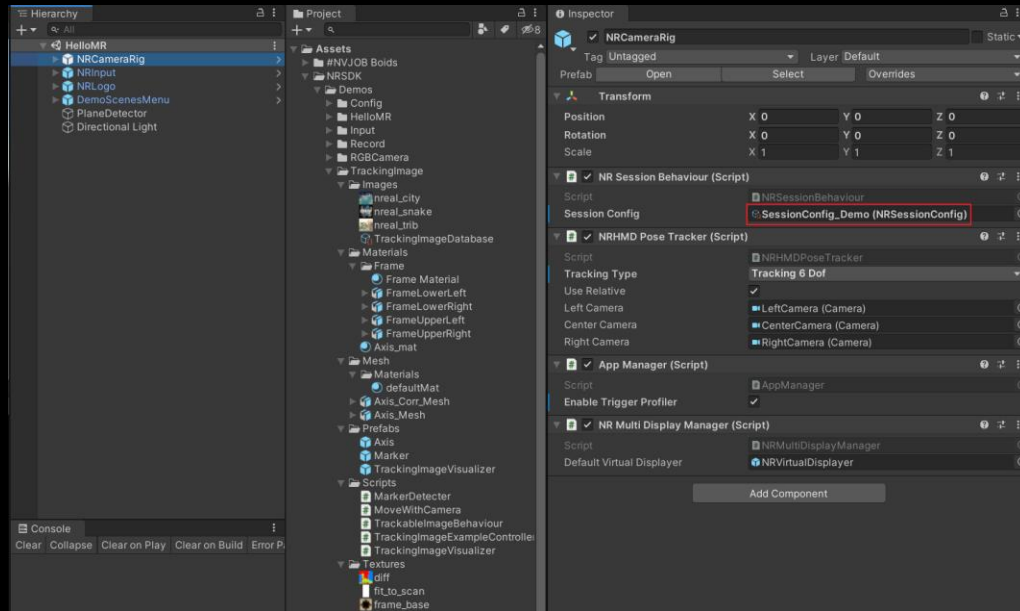 Hierarchy
All
HelloMR
NRCameraRig
NRInput
NRLogo
DemoScenesMenu
PlaneDetector
Directional Light
Console
Clear Collapse Clear on Play Clear on Build Error P
Project
8
Assets
#NVJOB Boids
NRSDK
Demos
Config
HelloMR
Input
Record
RGBCamera
TrackingImage
Images
nreal_city
nreal_snake
nreal_trib
TrackingImageDatabase
Materials
Frame
Frame Material
FrameLowerLeft
FrameLowerRight
FrameUpperLeft
FrameUpperRight
Axis_mat
Mesh
Materials
defaultMat
Axis_Corr_Mesh
Axis_Mesh
Prefabs
Axis
Marker
TrackingImageVisualizer
Scripts
MarkerDetecter
MoveWithCamera
TrackableImageBehaviour
TrackingImageExampleController
TrackingImageVisualizer
Textures
diff
fit_to_scan
frame_base
Inspector
NRCameraRig Static
Tag Untagged Layer Default
Prefab Open Select Overrides
Transform
Position X 0 Y 0 Z 0
Rotation X 0 Y 0 Z 0
Scale X 1 Y 1 Z 1
NR Session Behaviour (Script)
Script NRSessionBehaviour
Session Config SessionConfig_Demo (NRSessionConfig)
NRHMD Pose Tracker (Script)
Script NRHMDPoseTracker
Tracking Type Tracking 6 Dof
Use Relative
Left Camera LeftCamera (Camera)
Center Camera CenterCamera (Camera)
Right Camera RightCamera (Camera)
App Manager (Script)
Script AppManager
Enable Trigger Profiler
NR Multi Display Manager (Script)
Script NRMultiDisplayManager
Default Virtual Displayer NRVirtualDisplayer
Add Component